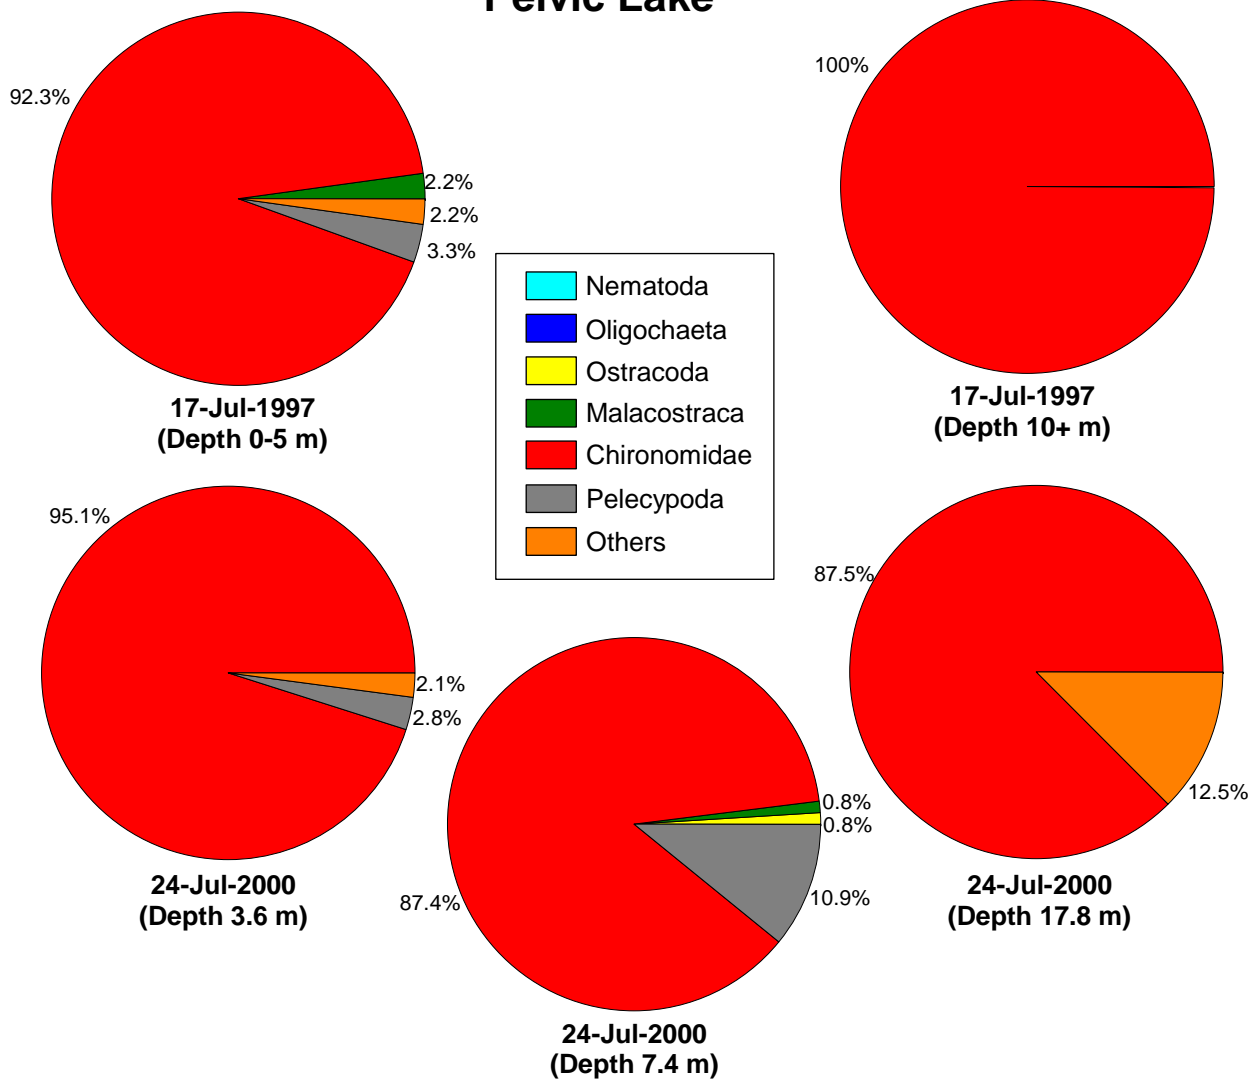 Pelvic Lake
92.3%
2.2%
2.2%
3.3%
17-Jul-1997
(Depth 0-5 m)
100%
17-Jul-1997
(Depth 10+ m)
Nematoda
Oligochaeta
Ostracoda
Malacostraca
Chironomidae
Pelecypoda
Others
95.1%
2.1%
2.8%
24-Jul-2000
(Depth 3.6 m)
87.4%
0.8%
0.8%
10.9%
24-Jul-2000
(Depth 7.4 m)
87.5%
12.5%
24-Jul-2000
(Depth 17.8 m)